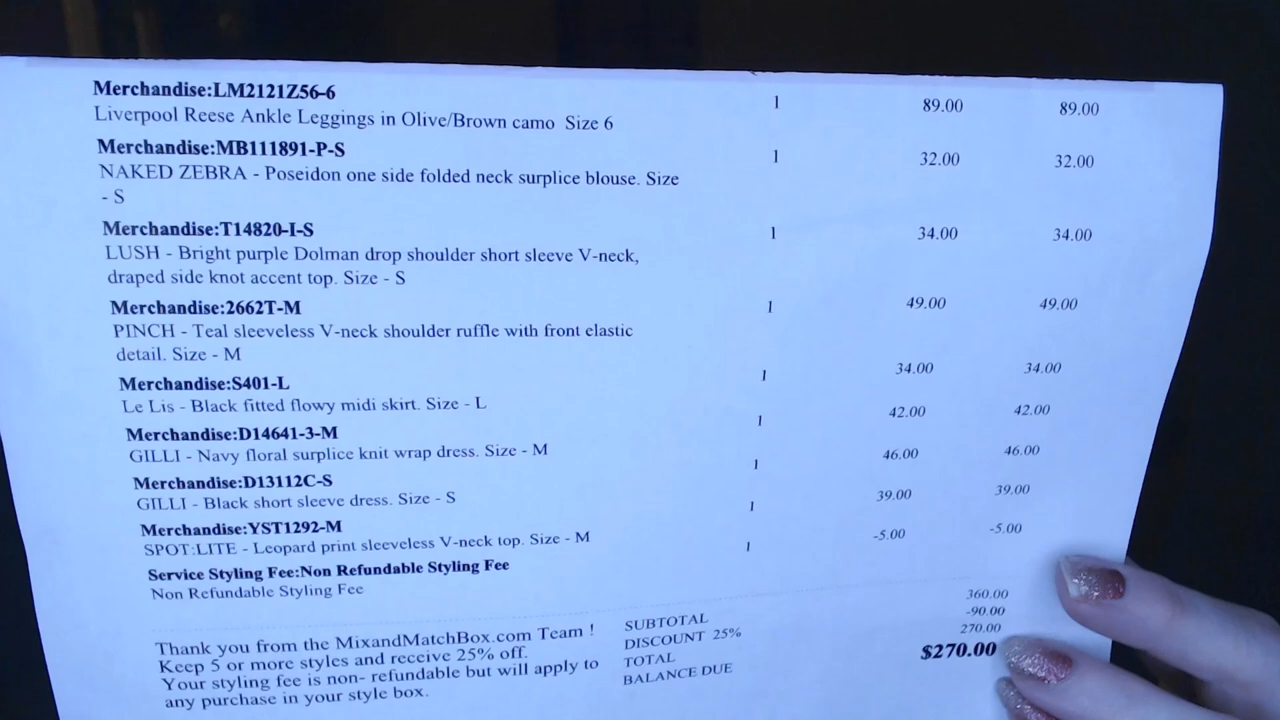 Merchandise:LM2121Z56-6
Liverpool Reese Ankle Leggings in Olive/Brown camo Size 6 1 89.00 89.00
Merchandise:MB111891-P-S 1 32.00 32.00
NAKED ZEBRA - Poseidon one side folded neck surplice blouse. Size
- S
Merchandise:T14820-I-S 1 34.00 34.00
LUSH - Bright purple Dolman drop shoulder short sleeve V-neck,
draped side knot accent top. Size - S
Merchandise:2662T-M 1 49.00 49.00
PINCH - Teal sleeveless V-neck shoulder ruffle with front elastic
detail. Size - M
Merchandise:S401-L 1 34.00 34.00
Le Lis - Black fitted flowy midi skirt. Size - L
Merchandise:D14641-3-M 1 42.00 42.00
GILLI - Navy floral surplice knit wrap dress. Size - M
Merchandise:D13112C-S 1 46.00 46.00
GILLI - Black short sleeve dress. Size - S
Merchandise:YST1292-M 1 39.00 39.00
SPOT:LITE - Leopard print sleeveless V-neck top. Size - M
Service Styling Fee:Non Refundable Styling Fee 1 -5.00 -5.00
Non Refundable Styling Fee
Thank you from the MixandMatchBox.com Team !
Keep 5 or more styles and receive 25% off.
Your styling fee is non- refundable but will apply to
any purchase in your style box.
SUBTOTAL 360.00
DISCOUNT 25% -90.00
TOTAL 270.00
BALANCE DUE $270.00